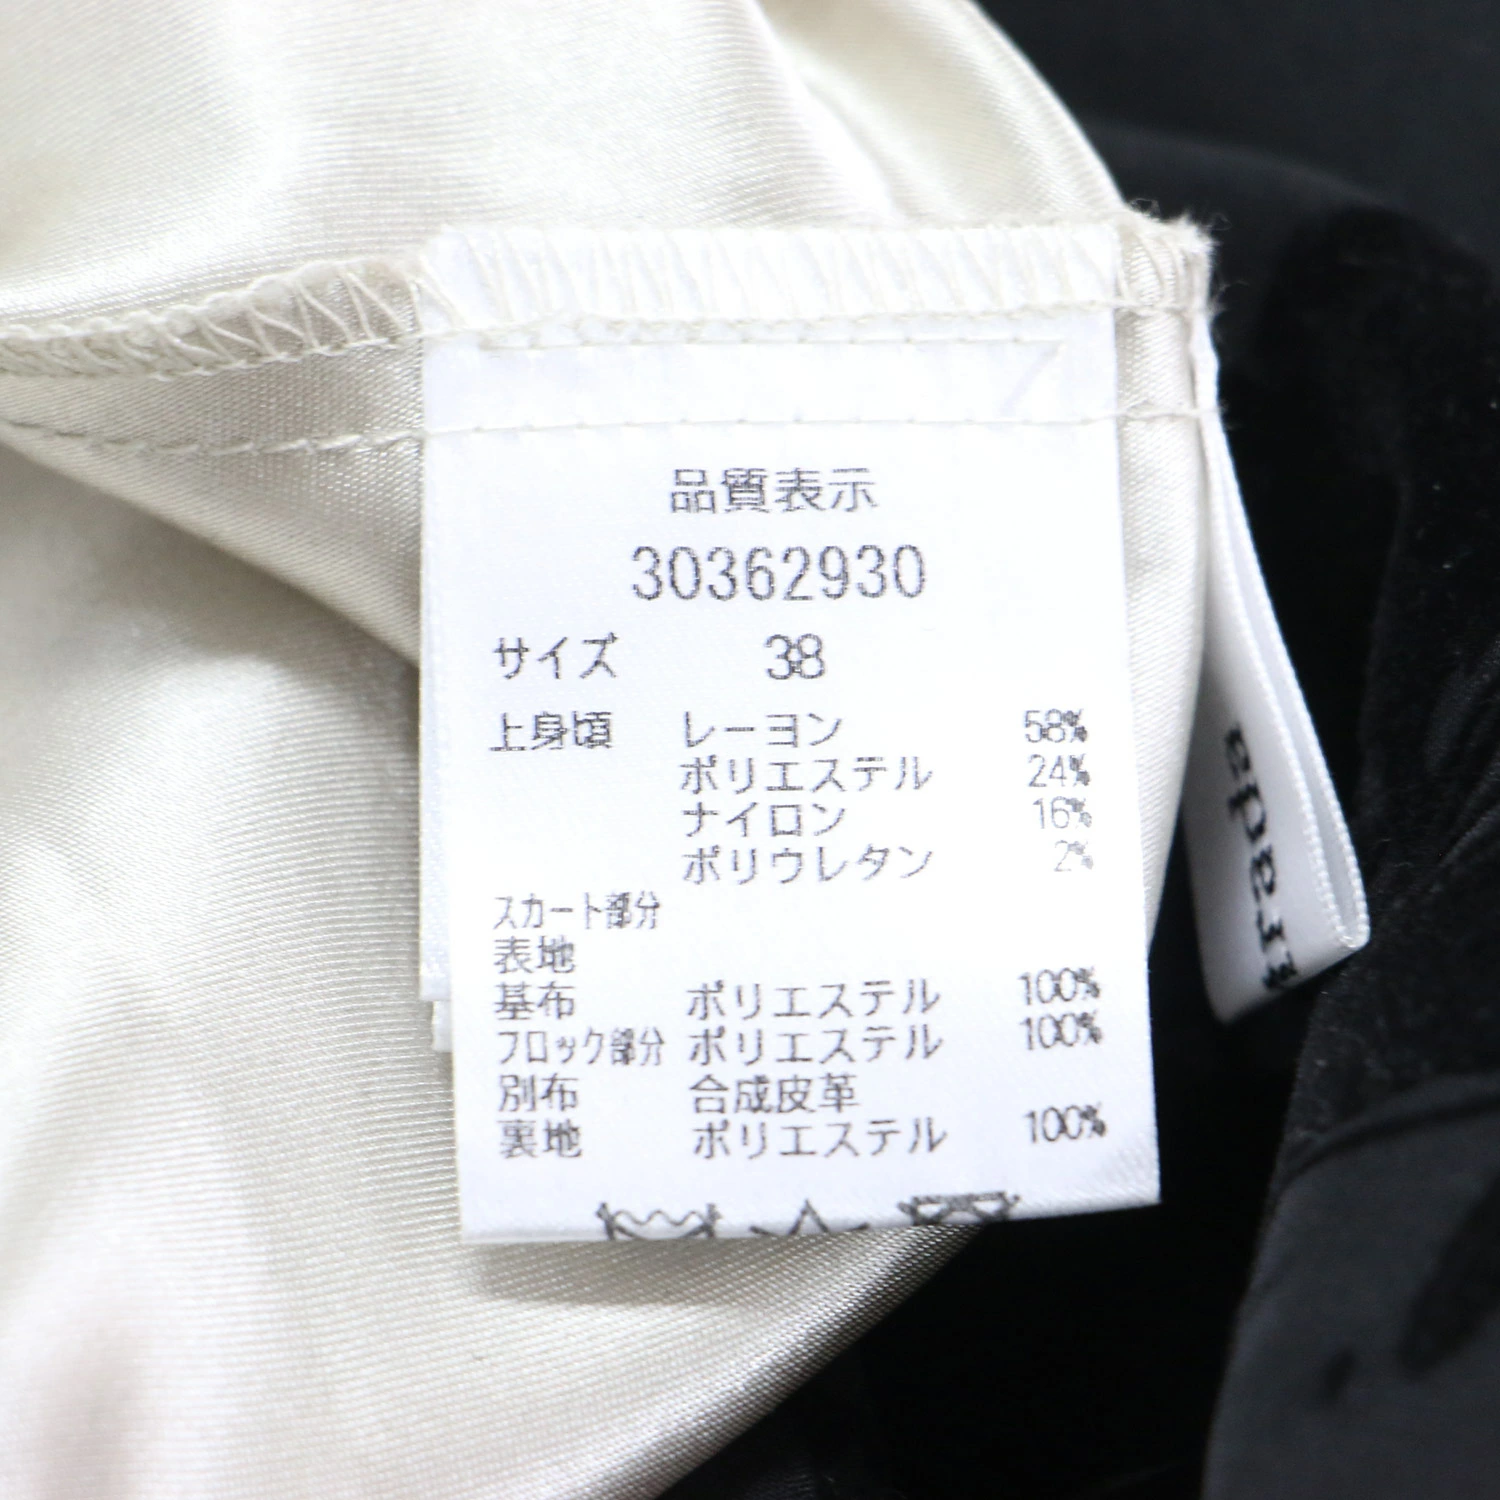 品質表示
30362930
サイズ 38
上身頃 レーヨン 58%
ポリエステル 24%
ナイロン 16%
ポリウレタン 2%
スカート部分
表地
基布 ポリエステル 100%
フロック部分 ポリエステル 100%
別布 合成皮革
裏地 ポリエステル 100%